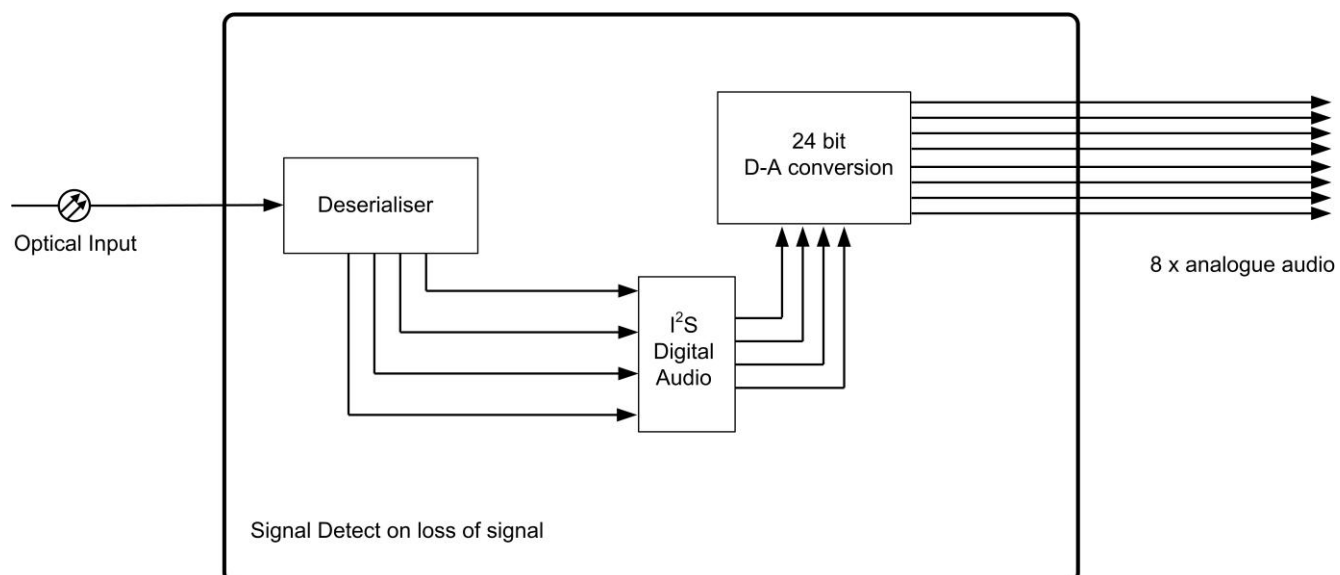 24 bit
D-A conversion
Deserialiser
Optical Input
8 x analogue audio
I²S
Digital
Audio
Signal Detect on loss of signal